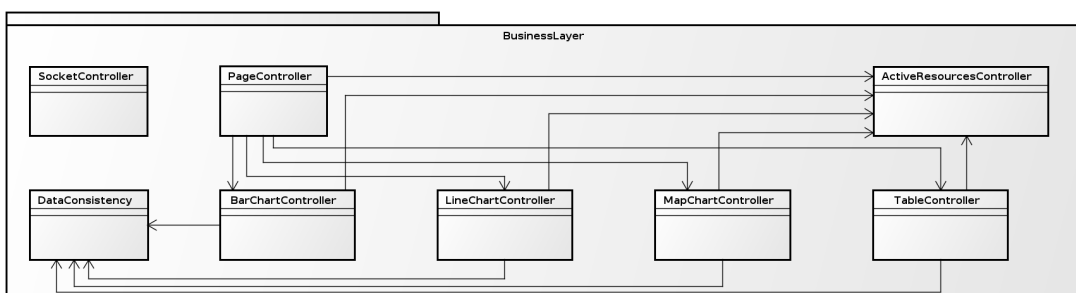 BusinessLayer
SocketController
PageController
ActiveResourcesController
DataConsistency
BarChartController
LineChartController
MapChartController
TableController